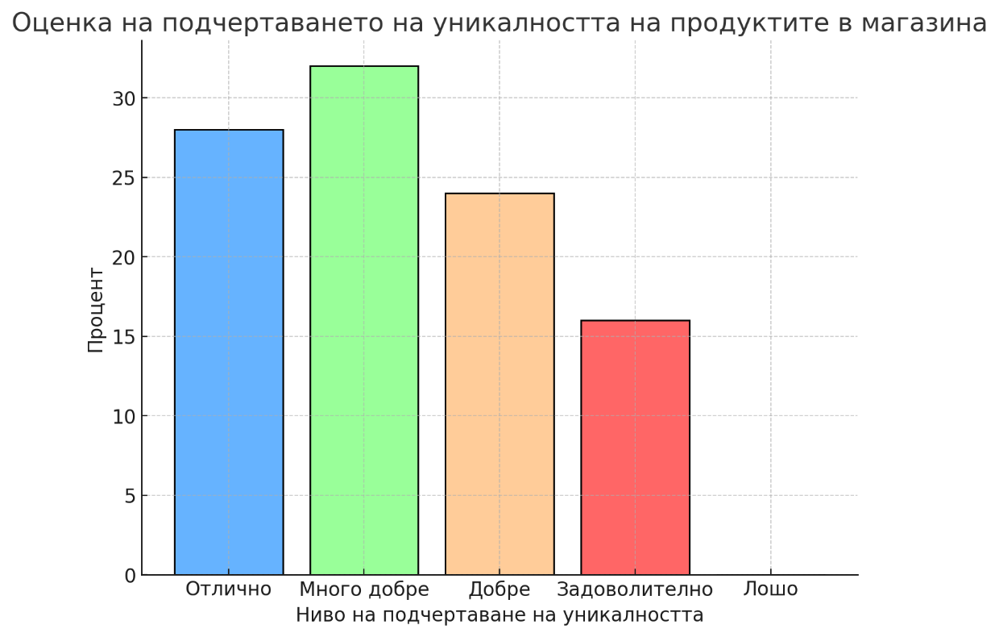 Оценка на подчертаването на уникалността на продуктите в магазина
30
25
20
15
10
5
0
Процент
Отлично Много добре Добре Задоволително Лошо
Ниво на подчертаване на уникалността